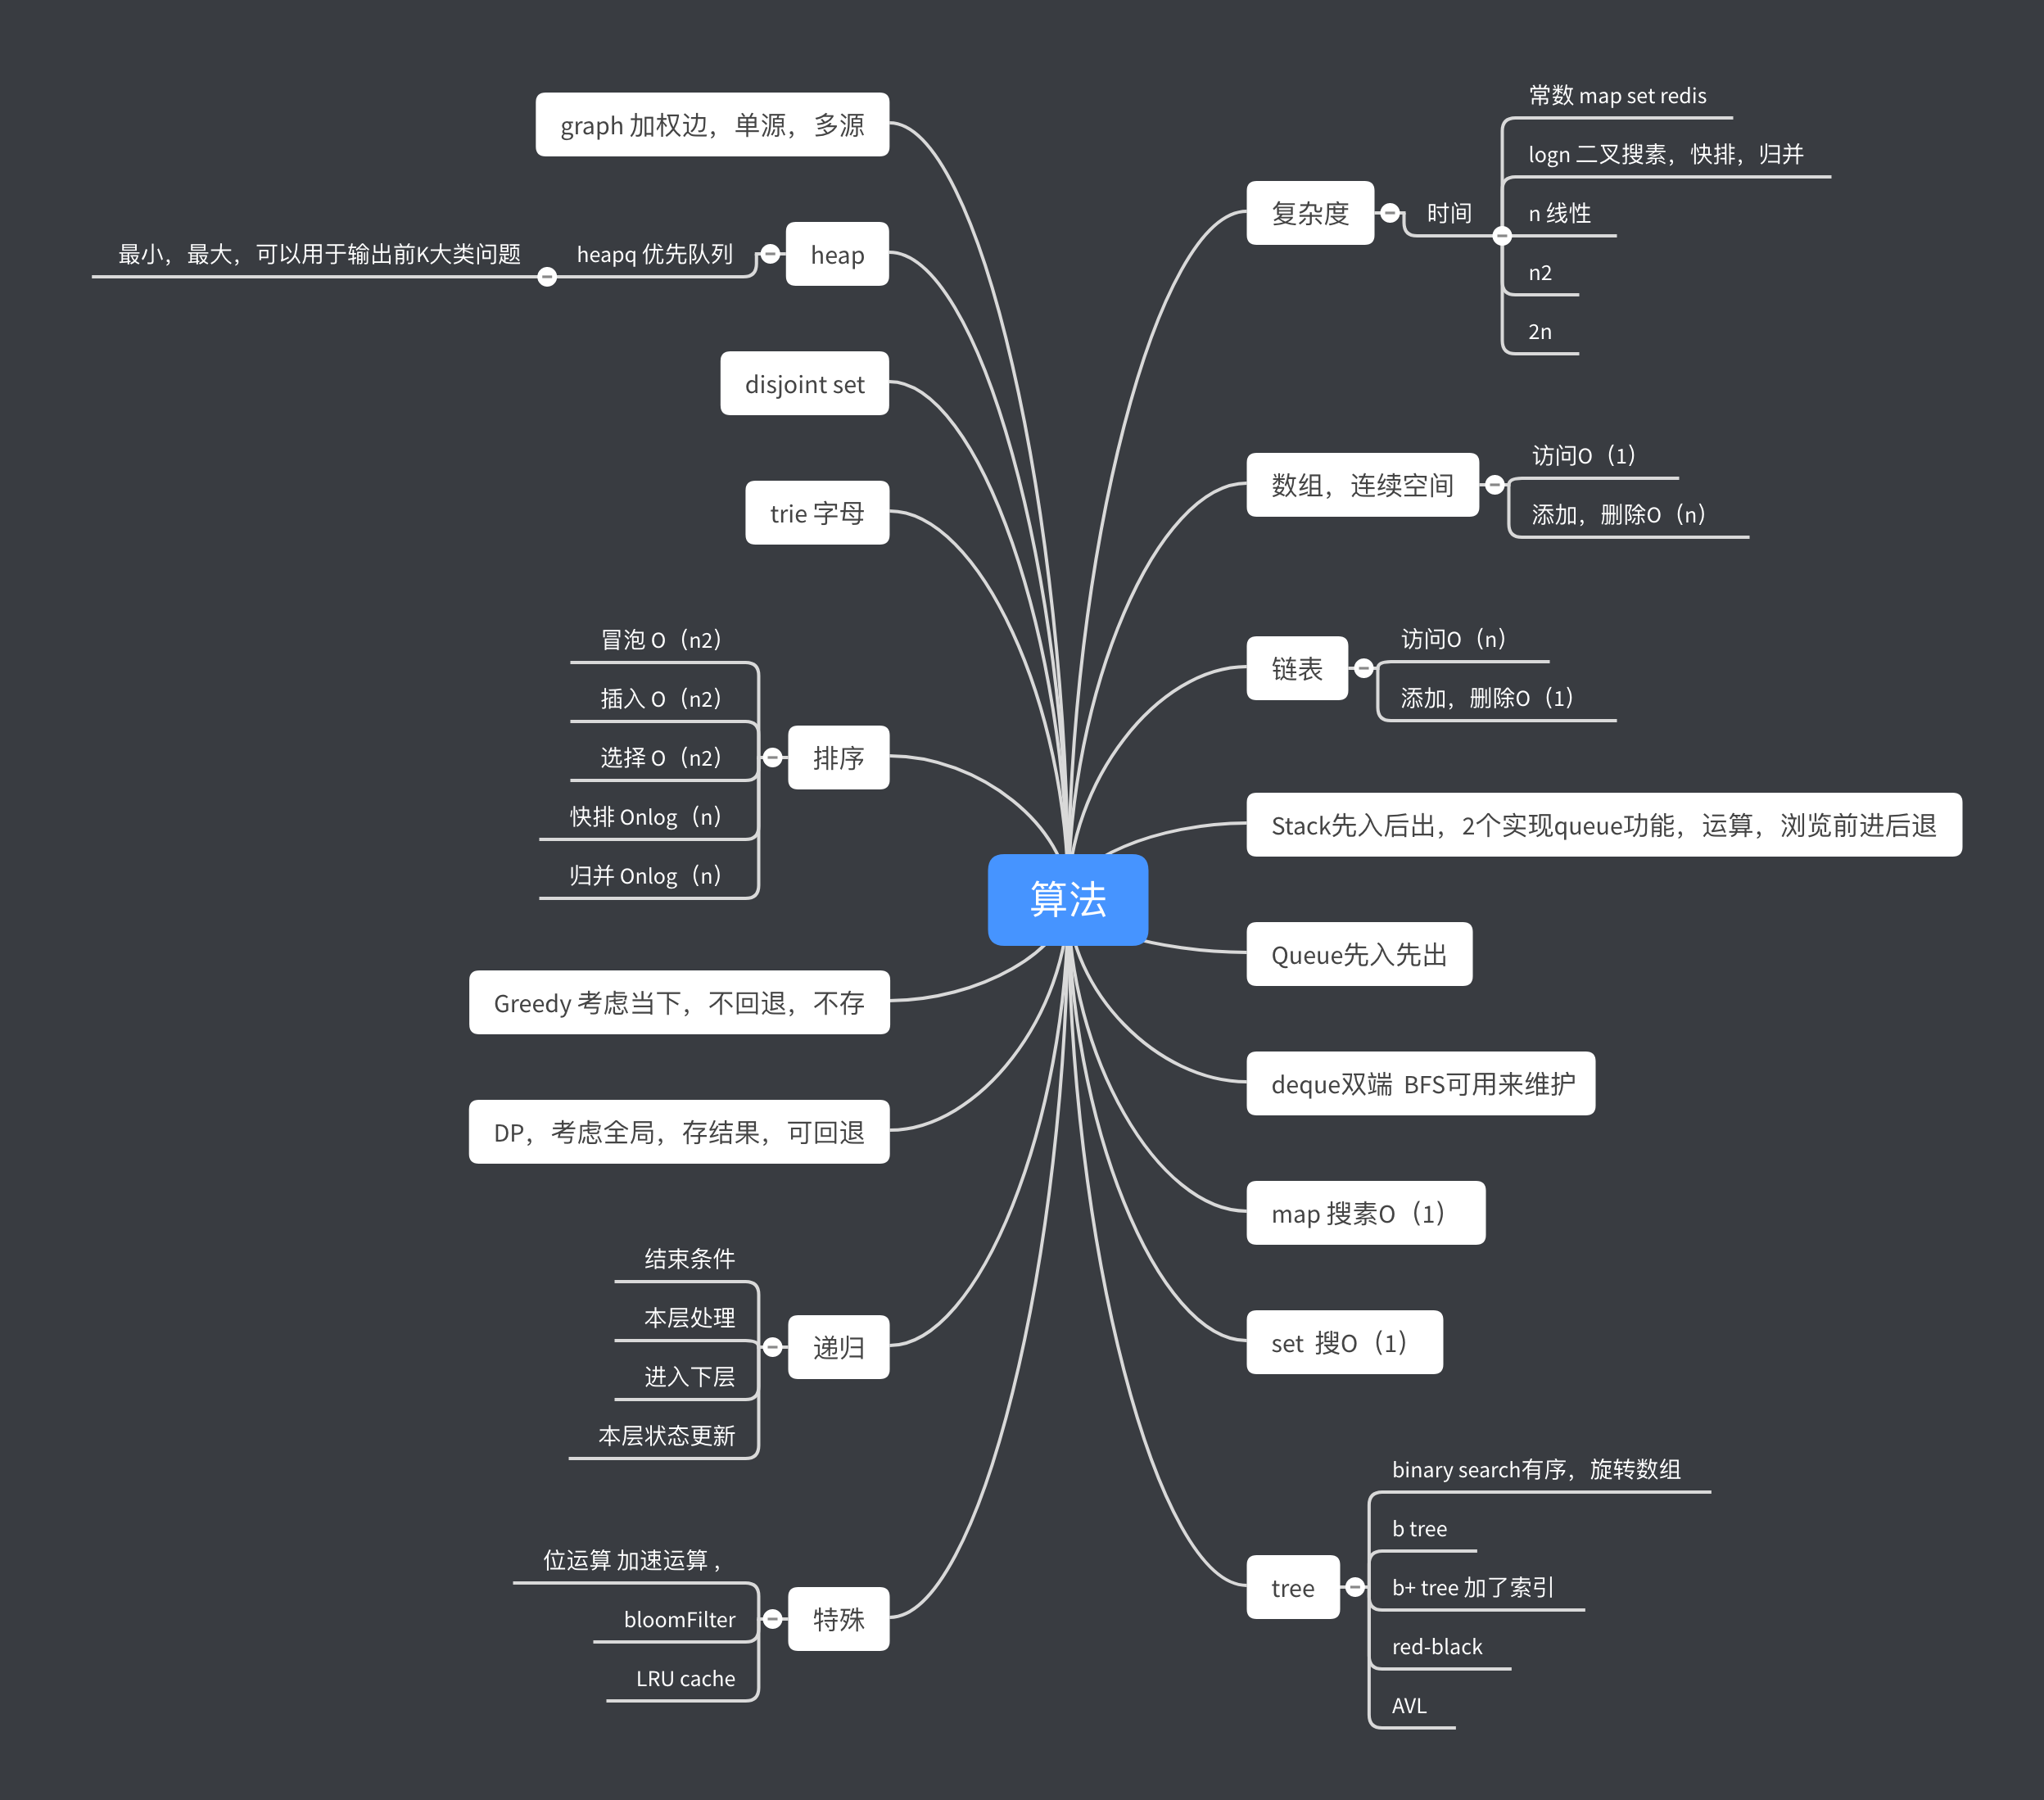 算法
复杂度
时间
常数 map set redis
logn 二叉搜素，快排，归并
n 线性
n2
2n
数组，连续空间
访问O（1）
添加，删除O（n）
链表
访问O（n）
添加，删除O（1）
Stack先入后出，2个实现queue功能，运算，浏览前进后退
Queue先入先出
deque双端 BFS可用来维护
map 搜素O（1）
set 搜O（1）
tree
binary search有序，旋转数组
b tree
b+ tree 加了索引
red-black
AVL
graph 加权边，单源，多源
heap
heapq 优先队列
最小，最大，可以用于输出前K大类问题
disjoint set
trie 字母
排序
冒泡 O（n2）
插入 O（n2）
选择 O（n2）
快排 Onlog（n）
归并 Onlog（n）
Greedy 考虑当下，不回退，不存
DP，考虑全局，存结果，可回退
递归
结束条件
本层处理
进入下层
本层状态更新
特殊
位运算 加速运算 ，
bloomFilter
LRU cache